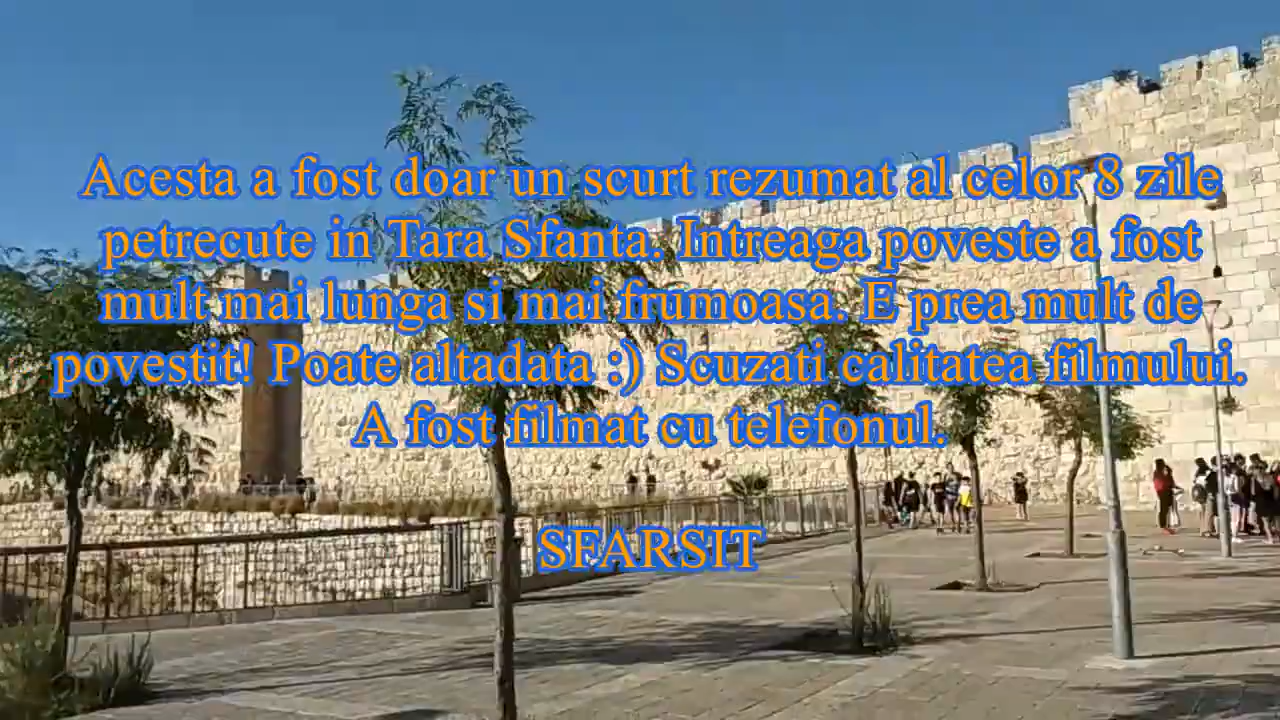 Acesta a fost doar un scurt rezumat al celor 8 zile
petrecute in Tara Sfanta. Intreaga poveste a fost
mult mai lunga si mai frumoasa. E prea mult de
povestit! Poate altadata :) Scuzati calitatea filmului.
A fost filmat cu telefonul.
SFARSIT